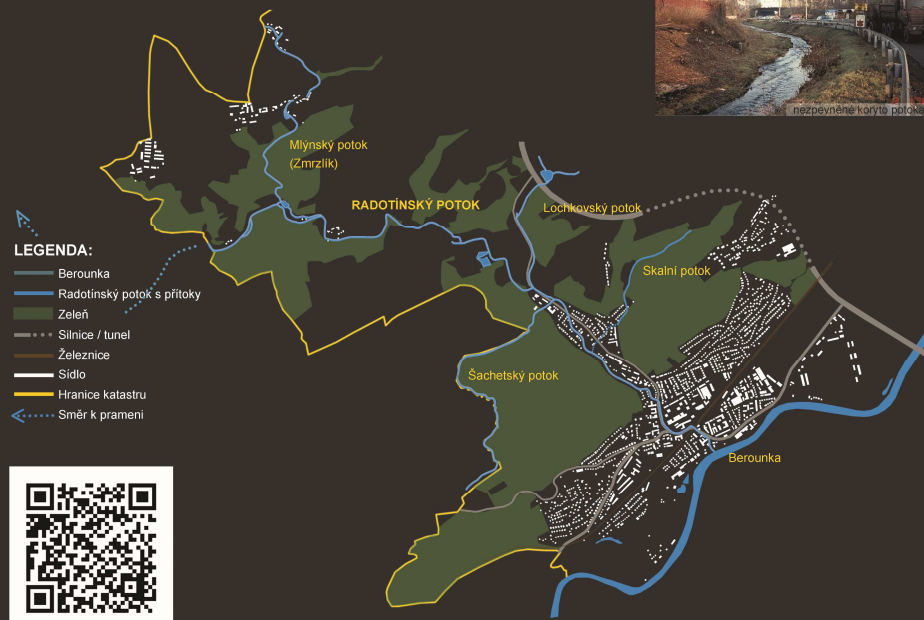 nezpevněné koryto potoka
Mlýnský potok
(Zmrzlík)
RADOTÍNSKÝ POTOK
Lochkovský potok
Skalní potok
LEGENDA:
Berounka
Radotínský potok s přítoky
Zeleň
Silnice / tunel
Železnice
Sídlo
Hranice katastru
Směr k prameni
Šachetský potok
Berounka